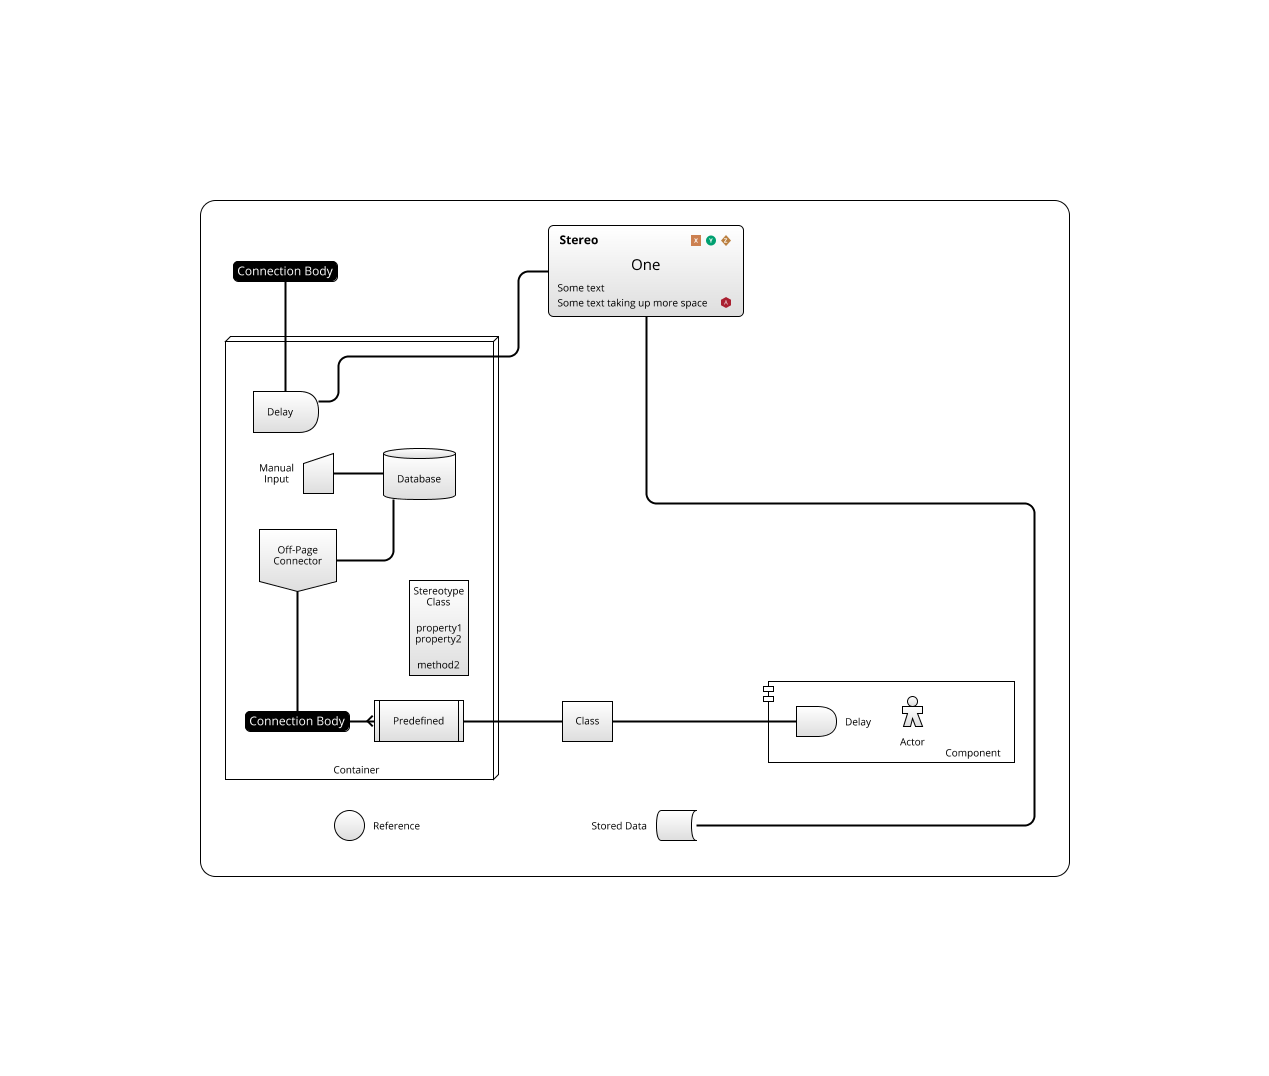 Stereo
X Y Z
One
Some text
Some text taking up more space
A
Connection Body
Delay
Manual
Input
Database
Off-Page
Connector
Stereotype
Class
property1
property2
method2
Connection Body
Predefined
Class
Delay
Actor
Component
Container
Reference
Stored Data